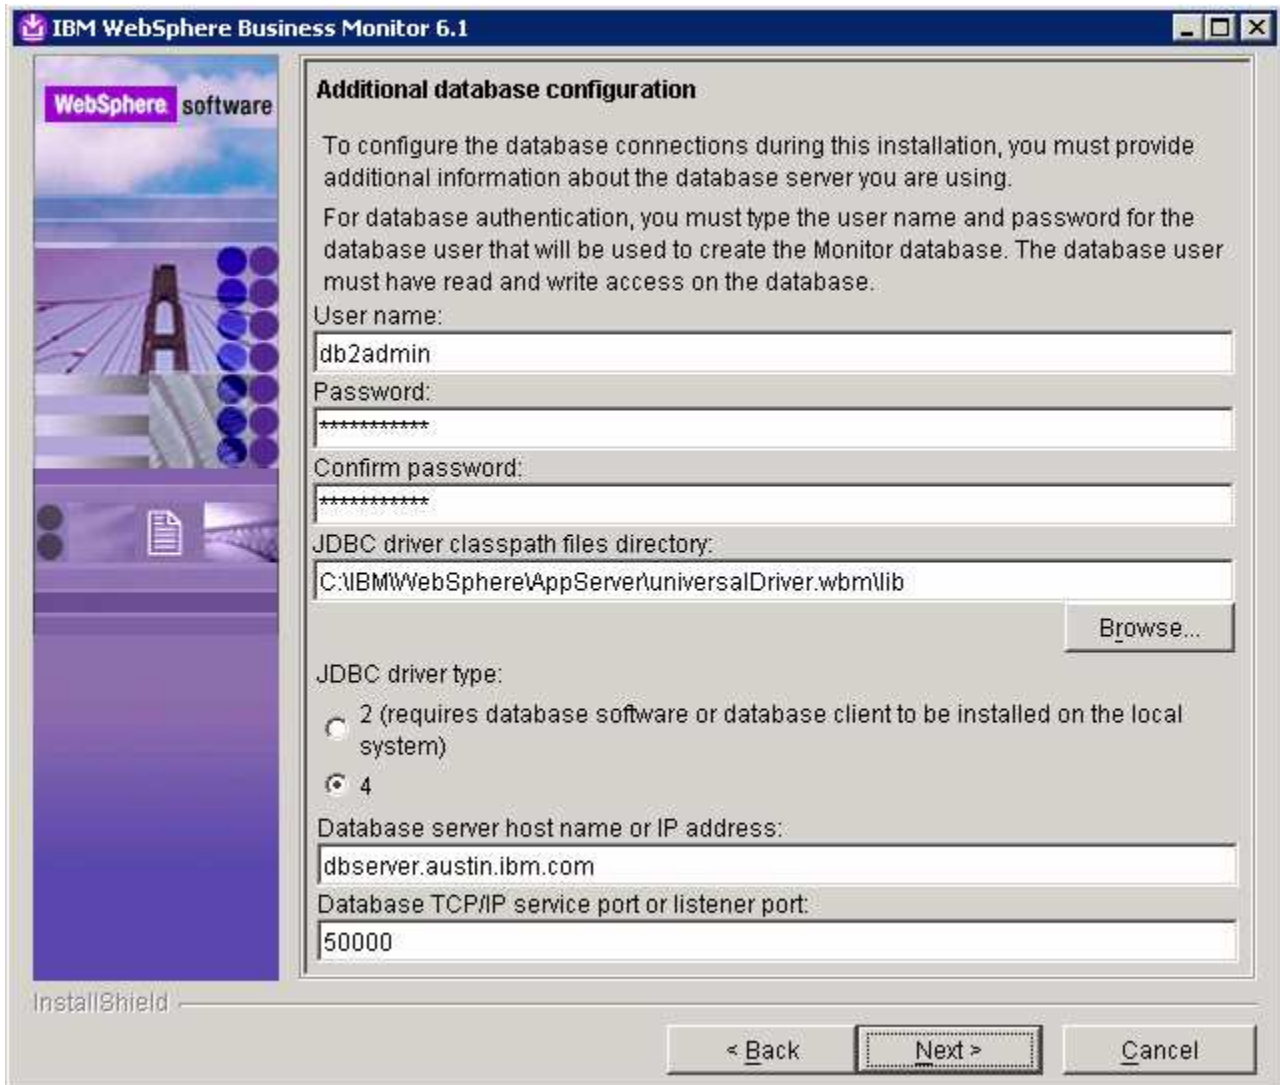 IBM WebSphere Business Monitor 6.1
WebSphere software
Additional database configuration
To configure the database connections during this installation, you must provide
additional information about the database server you are using.
For database authentication, you must type the user name and password for the
database user that will be used to create the Monitor database. The database user
must have read and write access on the database.
User name:
db2admin
Password:
***********
Confirm password:
***********
JDBC driver classpath files directory:
C:\IBM\WebSphere\AppServer\universalDriver.wbm\lib
Browse...
JDBC driver type:
2 (requires database software or database client to be installed on the local
system)
4
Database server host name or IP address:
dbserver.austin.ibm.com
Database TCP/IP service port or listener port:
50000
InstallShield
< Back
Next >
Cancel